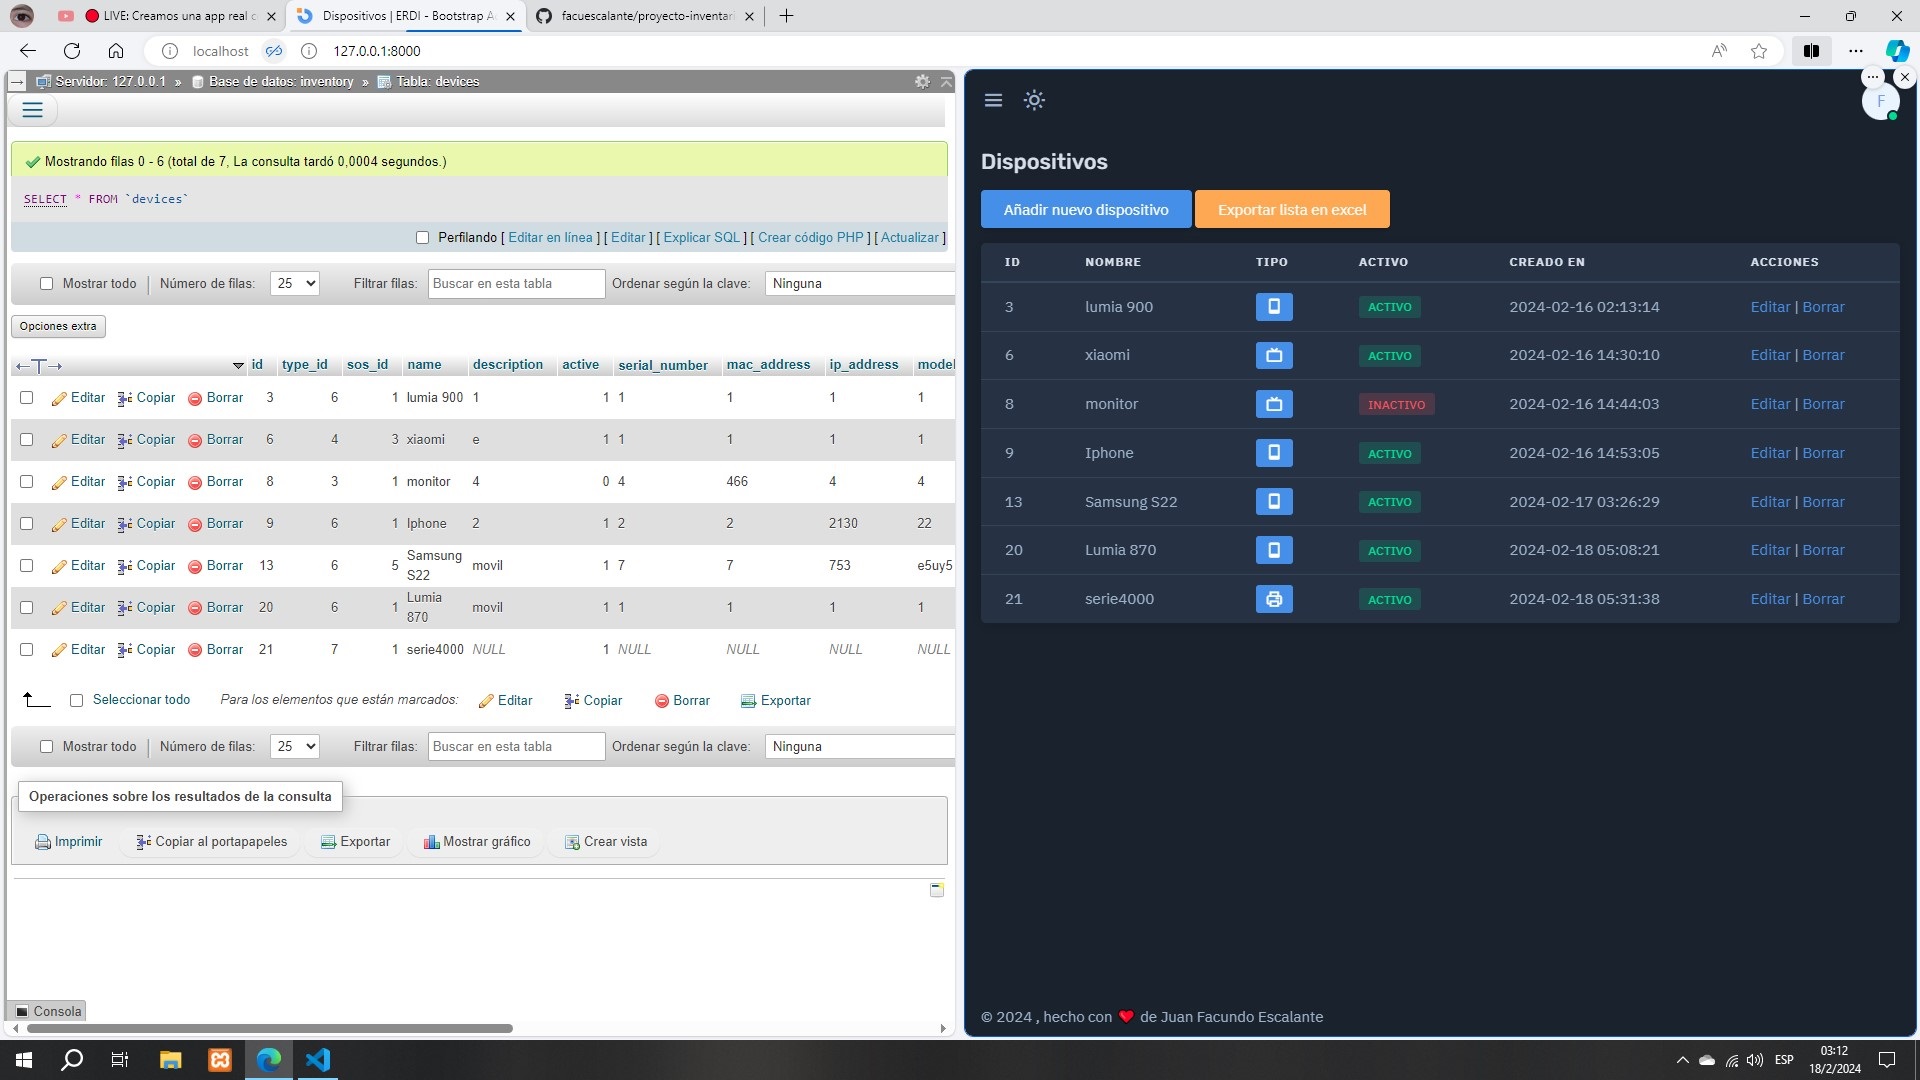 LIVE: Creamos una app real c
Dispositivos | ERDI - Bootstrap Ac
facuescalante/proyecto-inventari
localhost
127.0.0.1:8000
Servidor: 127.0.0.1 » Base de datos: inventory » Tabla: devices
Mostrando filas 0 - 6 (total de 7, La consulta tardó 0,0004 segundos.)
SELECT * FROM `devices`
Perfilando [ Editar en línea ] [ Editar ] [ Explicar SQL ] [ Crear código PHP ] [ Actualizar ]
Mostrar todo | Número de filas: 25 Filtrar filas: Buscar en esta tabla Ordenar según la clave: Ninguna
Opciones extra
←T→ id type_id sos_id name description active serial_number mac_address ip_address model
Editar Copiar Borrar 3 6 1 lumia 900 1 1 1 1 1 1
Editar Copiar Borrar 6 4 3 xiaomi e 1 1 1 1 1
Editar Copiar Borrar 8 3 1 monitor 4 0 4 466 4 4
Editar Copiar Borrar 9 6 1 Iphone 2 1 2 2 2130 22
Editar Copiar Borrar 13 6 5 Samsung S22 movil 1 7 7 753 e5uy5
Editar Copiar Borrar 20 6 1 Lumia 870 movil 1 1 1 1 1
Editar Copiar Borrar 21 7 1 serie4000 NULL 1 NULL NULL NULL NULL
Seleccionar todo Para los elementos que están marcados: Editar Copiar Borrar Exportar
Mostrar todo | Número de filas: 25 Filtrar filas: Buscar en esta tabla Ordenar según la clave: Ninguna
Operaciones sobre los resultados de la consulta
Imprimir Copiar al portapapeles Exportar Mostrar gráfico Crear vista
Consola
F
Dispositivos
Añadir nuevo dispositivo
Exportar lista en excel
ID NOMBRE TIPO ACTIVO CREADO EN ACCIONES
3 lumia 900 ACTIVO 2024-02-16 02:13:14 Editar | Borrar
6 xiaomi ACTIVO 2024-02-16 14:30:10 Editar | Borrar
8 monitor INACTIVO 2024-02-16 14:44:03 Editar | Borrar
9 Iphone ACTIVO 2024-02-16 14:53:05 Editar | Borrar
13 Samsung S22 ACTIVO 2024-02-17 03:26:29 Editar | Borrar
20 Lumia 870 ACTIVO 2024-02-18 05:08:21 Editar | Borrar
21 serie4000 ACTIVO 2024-02-18 05:31:38 Editar | Borrar
© 2024 , hecho con ❤️ de Juan Facundo Escalante
ESP
03:12
18/2/2024